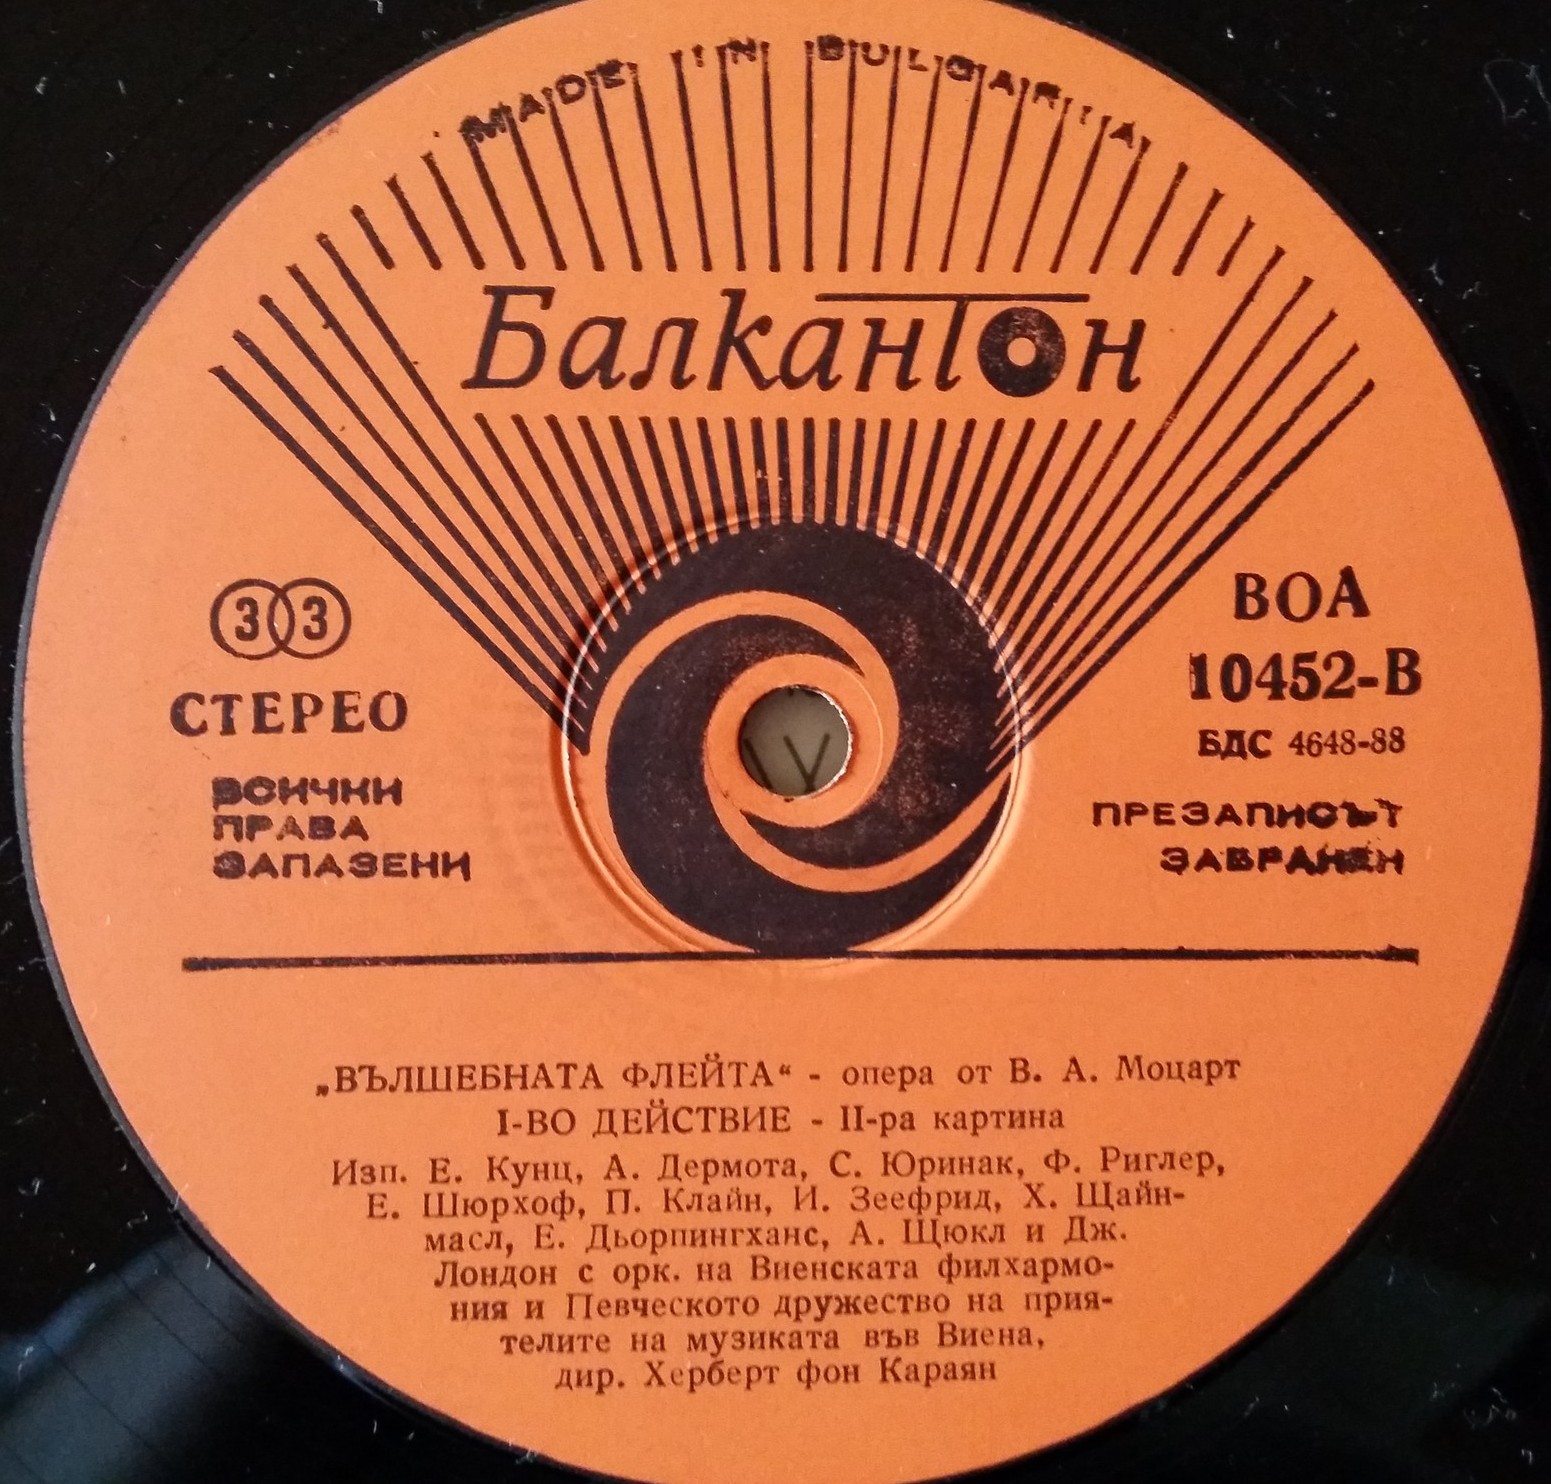 MADE IN BULGARIA
Балкантон
33
СТЕРЕО
ВСИЧКИ
ПРАВА
ЗАПАЗЕНИ
ВОА
10452-В
БДС 4648-88
ПРЕЗАПИСЪТ
ЗАБРАНЕН
„ВЪЛШЕБНАТА ФЛЕЙТА“ - опера от В. А. Моцарт
I-ВО ДЕЙСТВИЕ - II-ра картина
Изп. Е. Кунц, А. Дермота, С. Юринак, Ф. Риглер,
Е. Шюрхоф, П. Клайн, И. Зеефрид, Х. Щайн-
масл, Е. Дьорпингханс, А. Щюкл и Дж.
Лондон с орк. на Виенската филхармо-
ния и Певческото дружество на прия-
телите на музиката във Виена,
дир. Херберт фон Караян